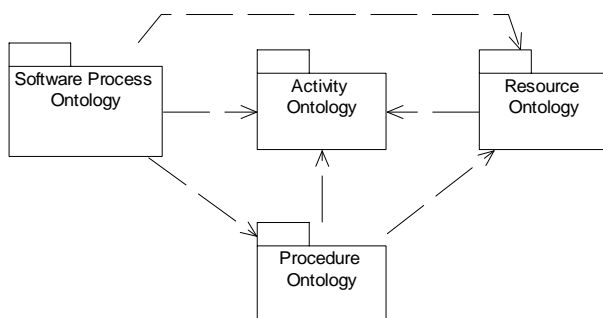 Software Process
Ontology
Activity
Ontology
Resource
Ontology
Procedure
Ontology